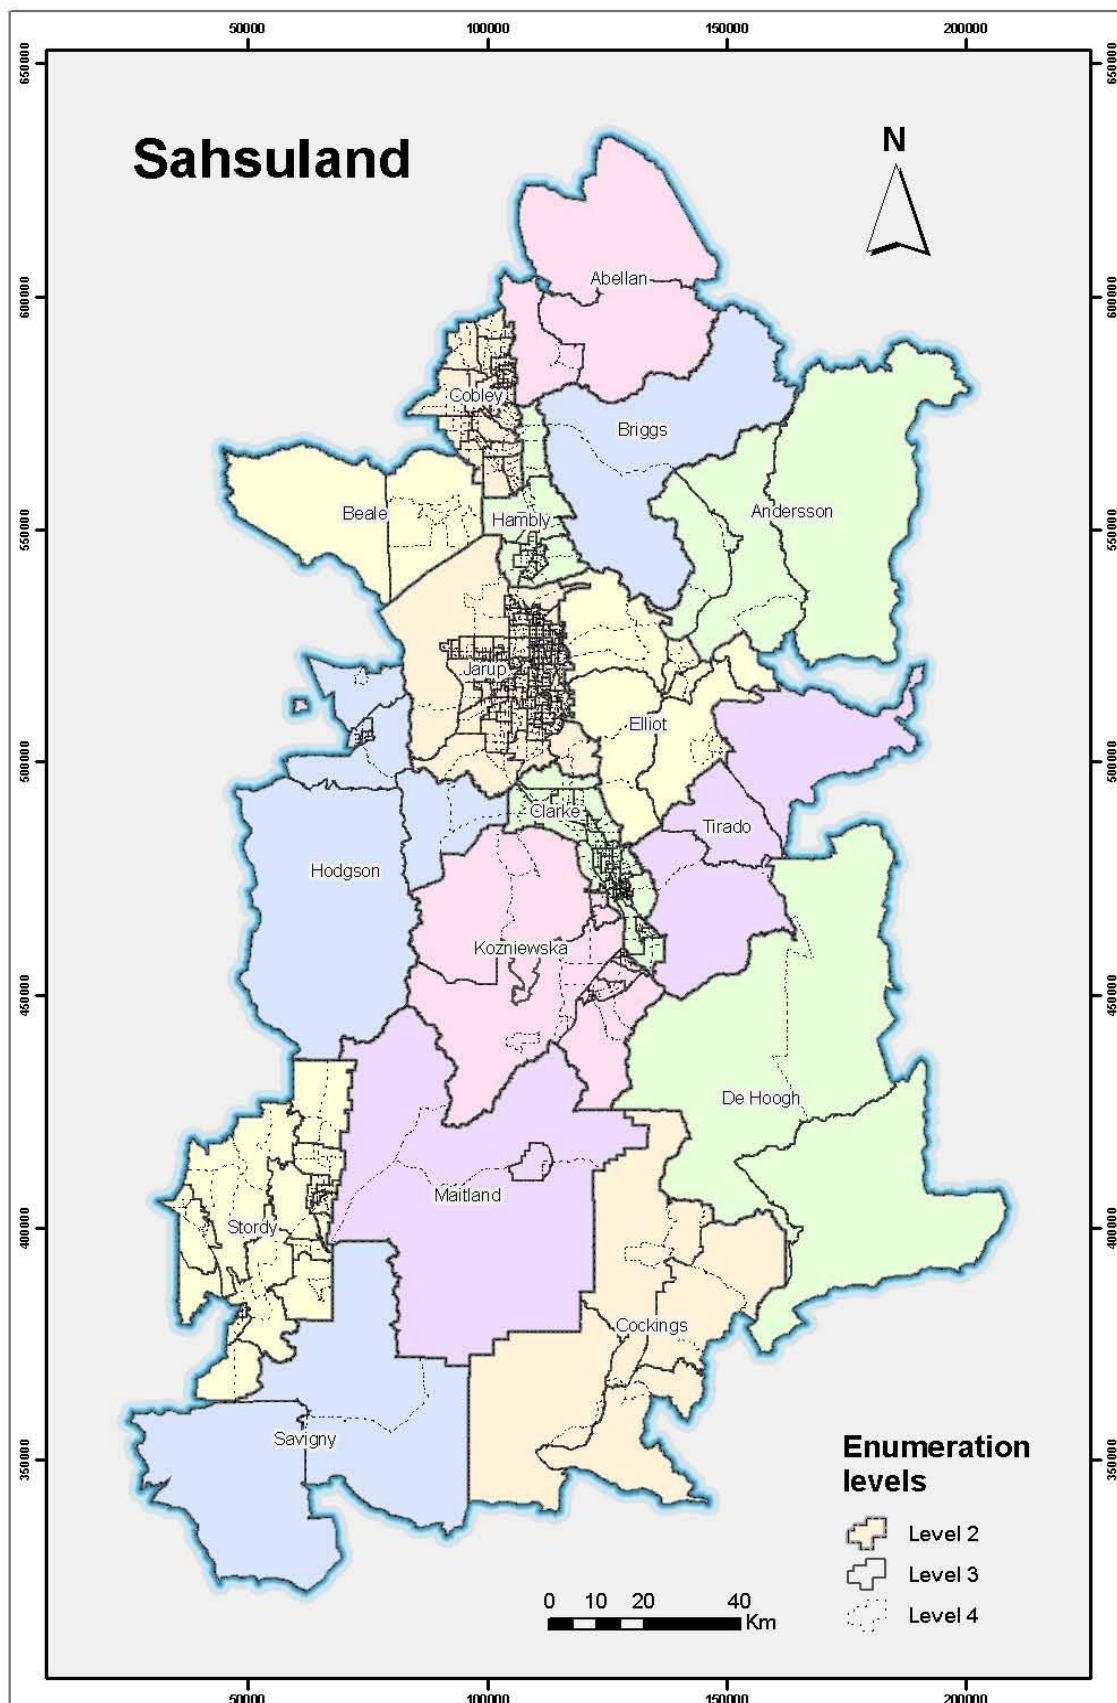 50000 100000 150000 200000
650000 650000
Sahsuland
N
Abellan
600000 600000
Cobley
Briggs
Beale
Hambly
Andersson
550000 550000
Jarup
Elliot
500000 500000
Clarke
Tirado
Hodgson
Kozniewska
450000 450000
De Hoogh
Maitland
Stordy
400000 400000
Cockings
Savigny
350000 350000
Enumeration
levels
Level 2
Level 3
Level 4
0 10 20 40
Km
50000 100000 150000 200000